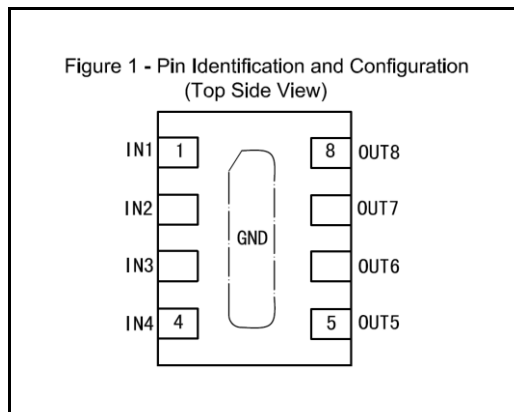 Figure 1 - Pin Identification and Configuration
(Top Side View)
IN1 1 8 OUT8
IN2 OUT7
GND
IN3 OUT6
IN4 4 5 OUT5